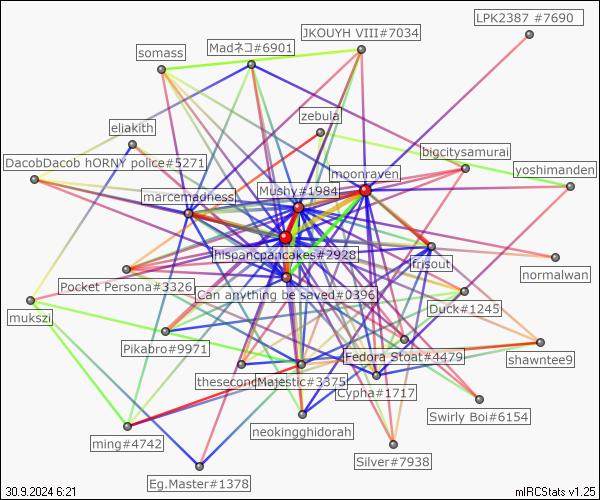 LPK2387 #7690
JKOUYH VIII#7034
Madネコ#6901
somass
zebula
eliakith
bigcitysamurai
DacobDacob hORNY police#5271
moonraven
yoshimanden
Mushy#1984
marcemadness
hispancpancakes#2928
frisout
normalwan
Pocket Persona#3326
Can anything be saved#0396
Duck#1245
mukszi
Pikabro#9971
Fedora Stoat#4479
shawntee9
Majestic#3375
Cypha#1717
Swirly Boi#6154
neokingghidorah
ming#4742
Silver#7938
Eg.Master#1378
30.9.2024 6:21
mIRCStats v1.25